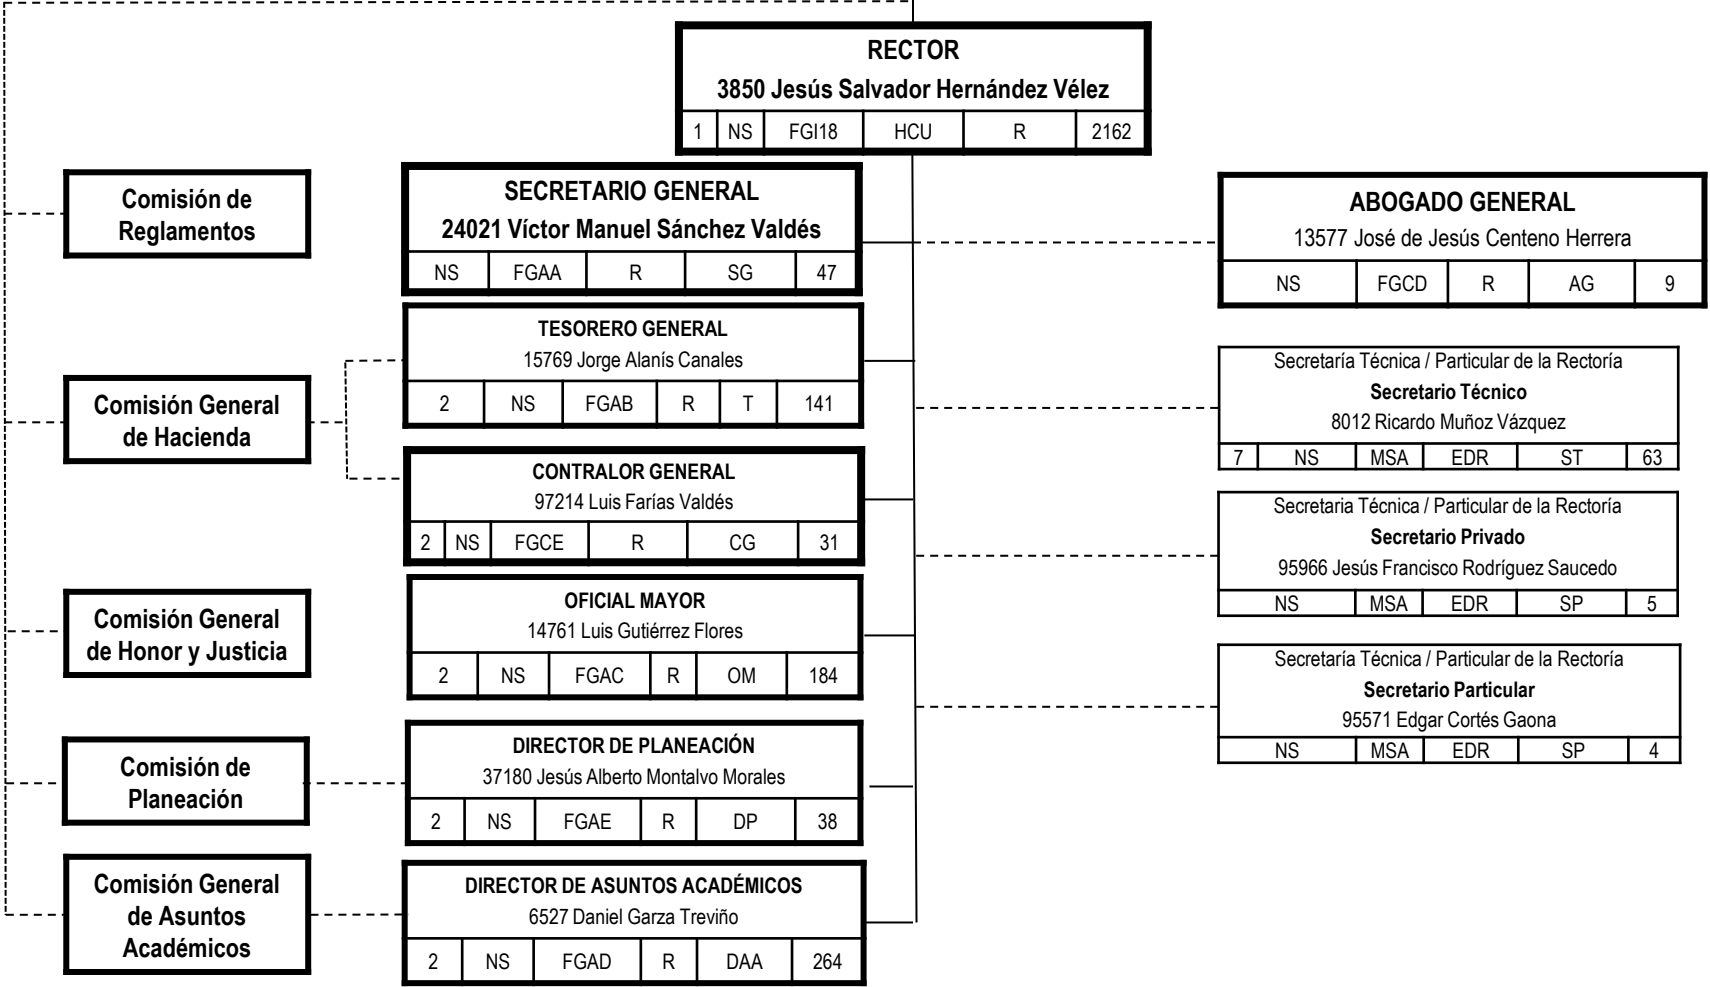 RECTOR
3850 Jesús Salvador Hernández Vélez
1 NS FGI18 HCU R 2162
Comisión de
Reglamentos
SECRETARIO GENERAL
24021 Víctor Manuel Sánchez Valdés
NS FGAA R SG 47
ABOGADO GENERAL
13577 José de Jesús Centeno Herrera
NS FGCD R AG 9
Comisión General
de Hacienda
TESORERO GENERAL
15769 Jorge Alanís Canales
2 NS FGAB R T 141
Secretaría Técnica / Particular de la Rectoría
Secretario Técnico
8012 Ricardo Muñoz Vázquez
7 NS MSA EDR ST 63
CONTRALOR GENERAL
97214 Luis Farías Valdés
2 NS FGCE R CG 31
Secretaria Técnica / Particular de la Rectoría
Secretario Privado
95966 Jesús Francisco Rodríguez Saucedo
NS MSA EDR SP 5
Comisión General
de Honor y Justicia
OFICIAL MAYOR
14761 Luis Gutiérrez Flores
2 NS FGAC R OM 184
Secretaría Técnica / Particular de la Rectoría
Secretario Particular
95571 Edgar Cortés Gaona
NS MSA EDR SP 4
Comisión de
Planeación
DIRECTOR DE PLANEACIÓN
37180 Jesús Alberto Montalvo Morales
2 NS FGAE R DP 38
Comisión General
de Asuntos
Académicos
DIRECTOR DE ASUNTOS ACADÉMICOS
6527 Daniel Garza Treviño
2 NS FGAD R DAA 264